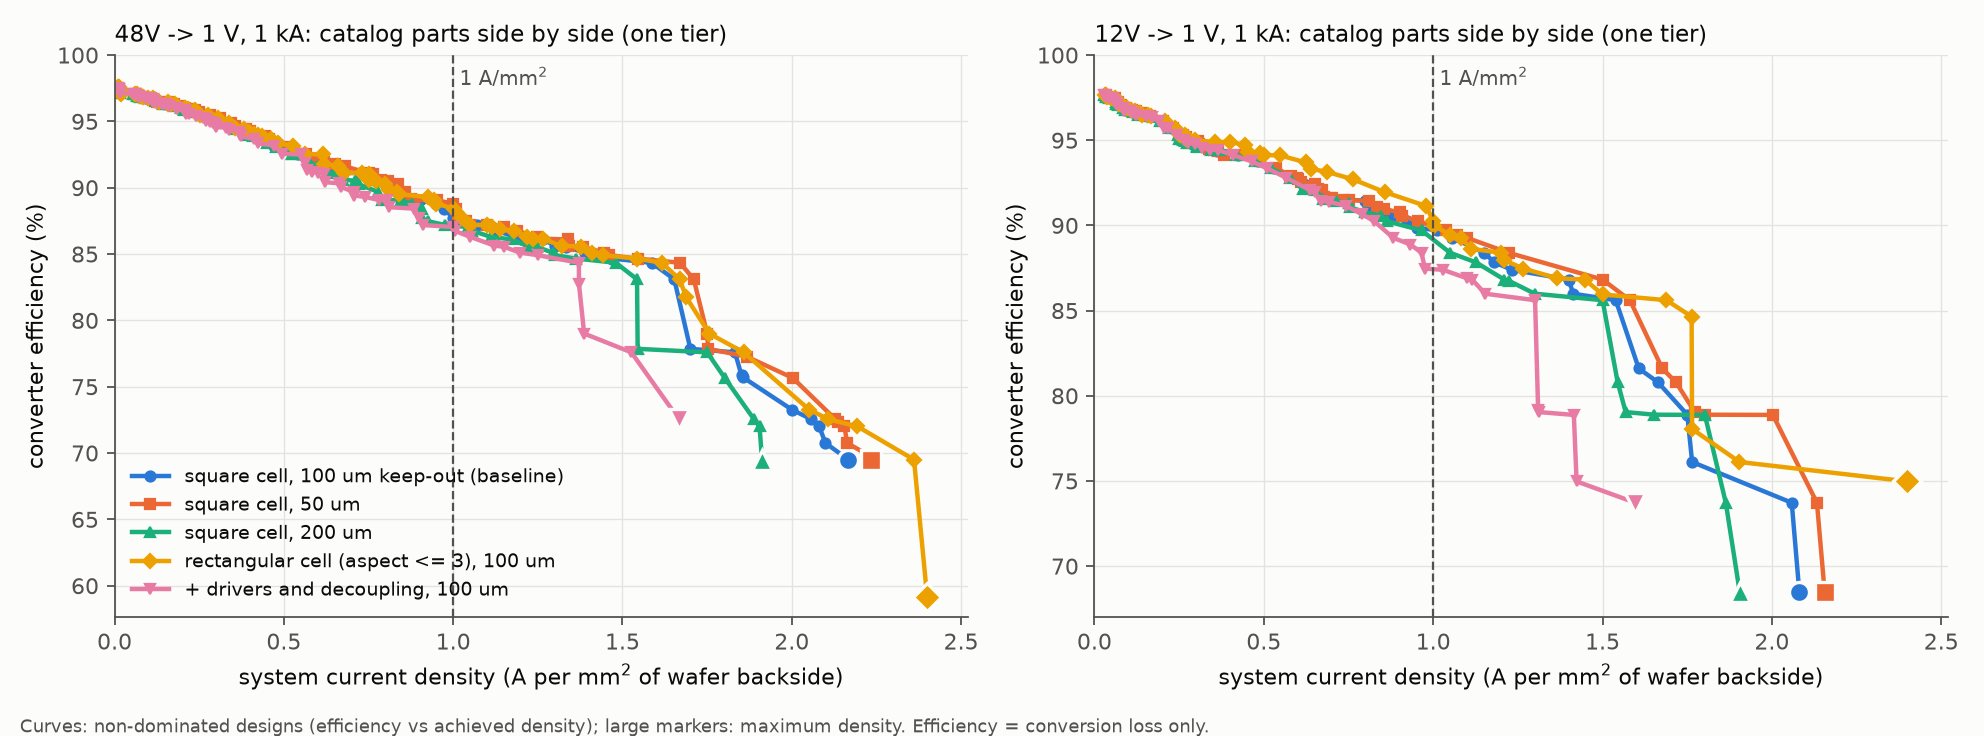 48V -> 1 V, 1 kA: catalog parts side by side (one tier)
100
95
90
85
80
75
70
65
60
converter efficiency (%)
1 A/mm²
square cell, 100 um keep-out (baseline)
square cell, 50 um
square cell, 200 um
rectangular cell (aspect <= 3), 100 um
+ drivers and decoupling, 100 um
0.0 0.5 1.0 1.5 2.0 2.5
system current density (A per mm² of wafer backside)
12V -> 1 V, 1 kA: catalog parts side by side (one tier)
100
95
90
85
80
75
70
converter efficiency (%)
1 A/mm²
0.0 0.5 1.0 1.5 2.0 2.5
system current density (A per mm² of wafer backside)
Curves: non-dominated designs (efficiency vs achieved density); large markers: maximum density. Efficiency = conversion loss only.